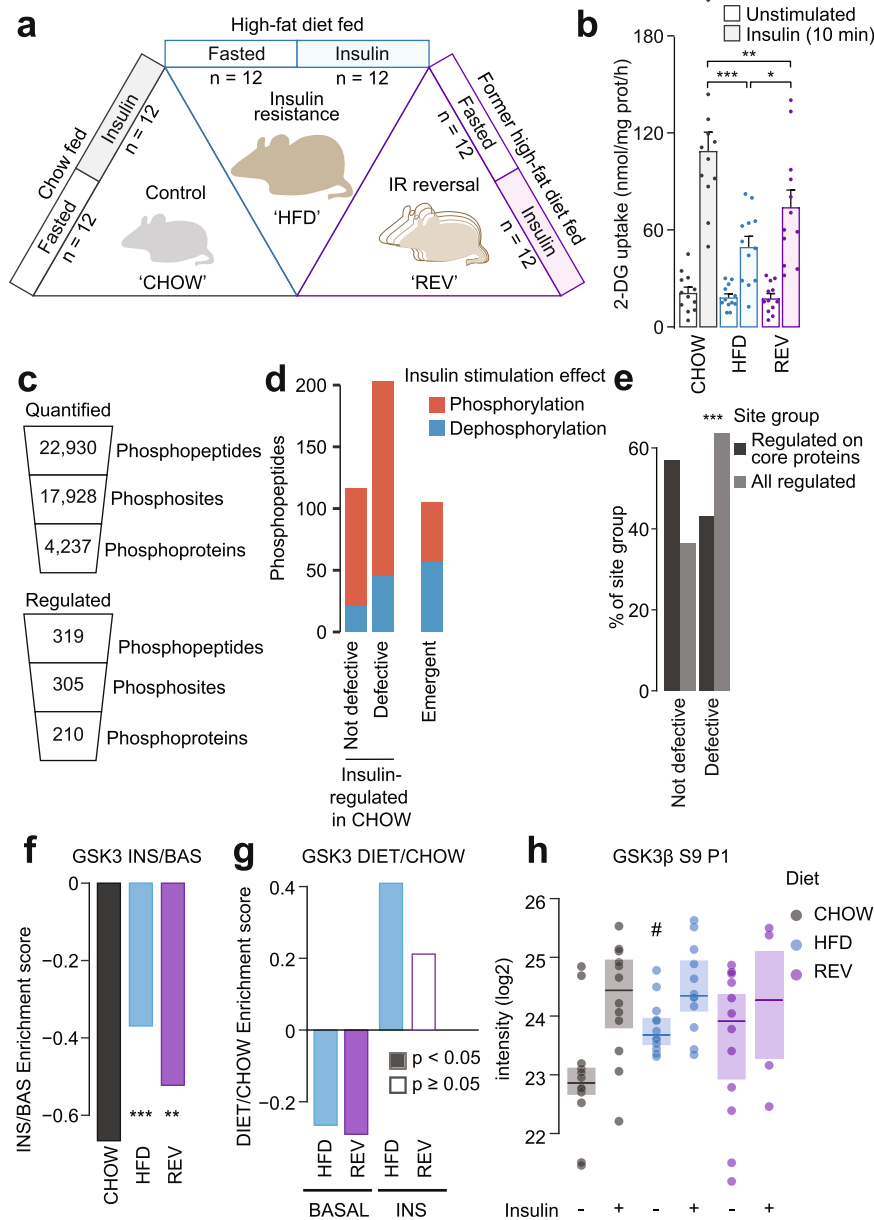 a
High-fat diet fed
Fasted
Insulin
n = 12
n = 12
Chow fed
Fasted
Insulin
n = 12
n = 12
Former high-fat diet fed
Fasted
Insulin
n = 12
n = 12
Insulin
resistance
'HFD'
Control
'CHOW'
IR reversal
'REV'
b
Unstimulated
Insulin (10 min)
2-DG uptake (nmol/mg prot/h)
180
120
60
0
**
***
*
CHOW
HFD
REV
c
Quantified
22,930 Phosphopeptides
17,928 Phosphosites
4,237 Phosphoproteins
Regulated
319 Phosphopeptides
305 Phosphosites
210 Phosphoproteins
d
Insulin stimulation effect
Phosphorylation
Dephosphorylation
Phosphopeptides
200
150
100
50
0
Not defective
Defective
Emergent
Insulin-
regulated
in CHOW
e
*** Site group
Regulated on
core proteins
All regulated
% of site group
60
40
20
0
Not defective
Defective
f
GSK3 INS/BAS
INS/BAS Enrichment score
0
−0.2
−0.4
−0.6
***
**
CHOW
HFD
REV
g
GSK3 DIET/CHOW
DIET/CHOW Enrichment score
0.4
0.2
0
−0.2
p < 0.05
p ≥ 0.05
HFD
REV
HFD
REV
BASAL
INS
h
GSK3β S9 P1
Diet
CHOW
HFD
REV
intensity (log2)
26
25
24
23
22
#
Insulin - + - + - +